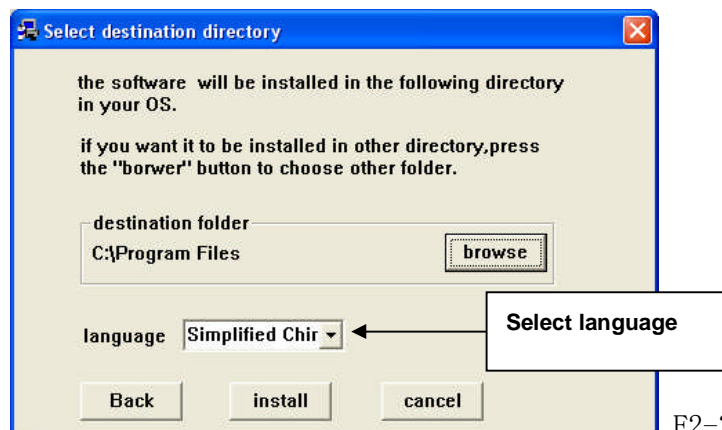 Select destination directory
the software will be installed in the following directory
in your OS.
if you want it to be installed in other directory,press
the "borwer" button to choose other folder.
destination folder
C:\Program Files
browse
language
Simplified Chir
Select language
Back
install
cancel